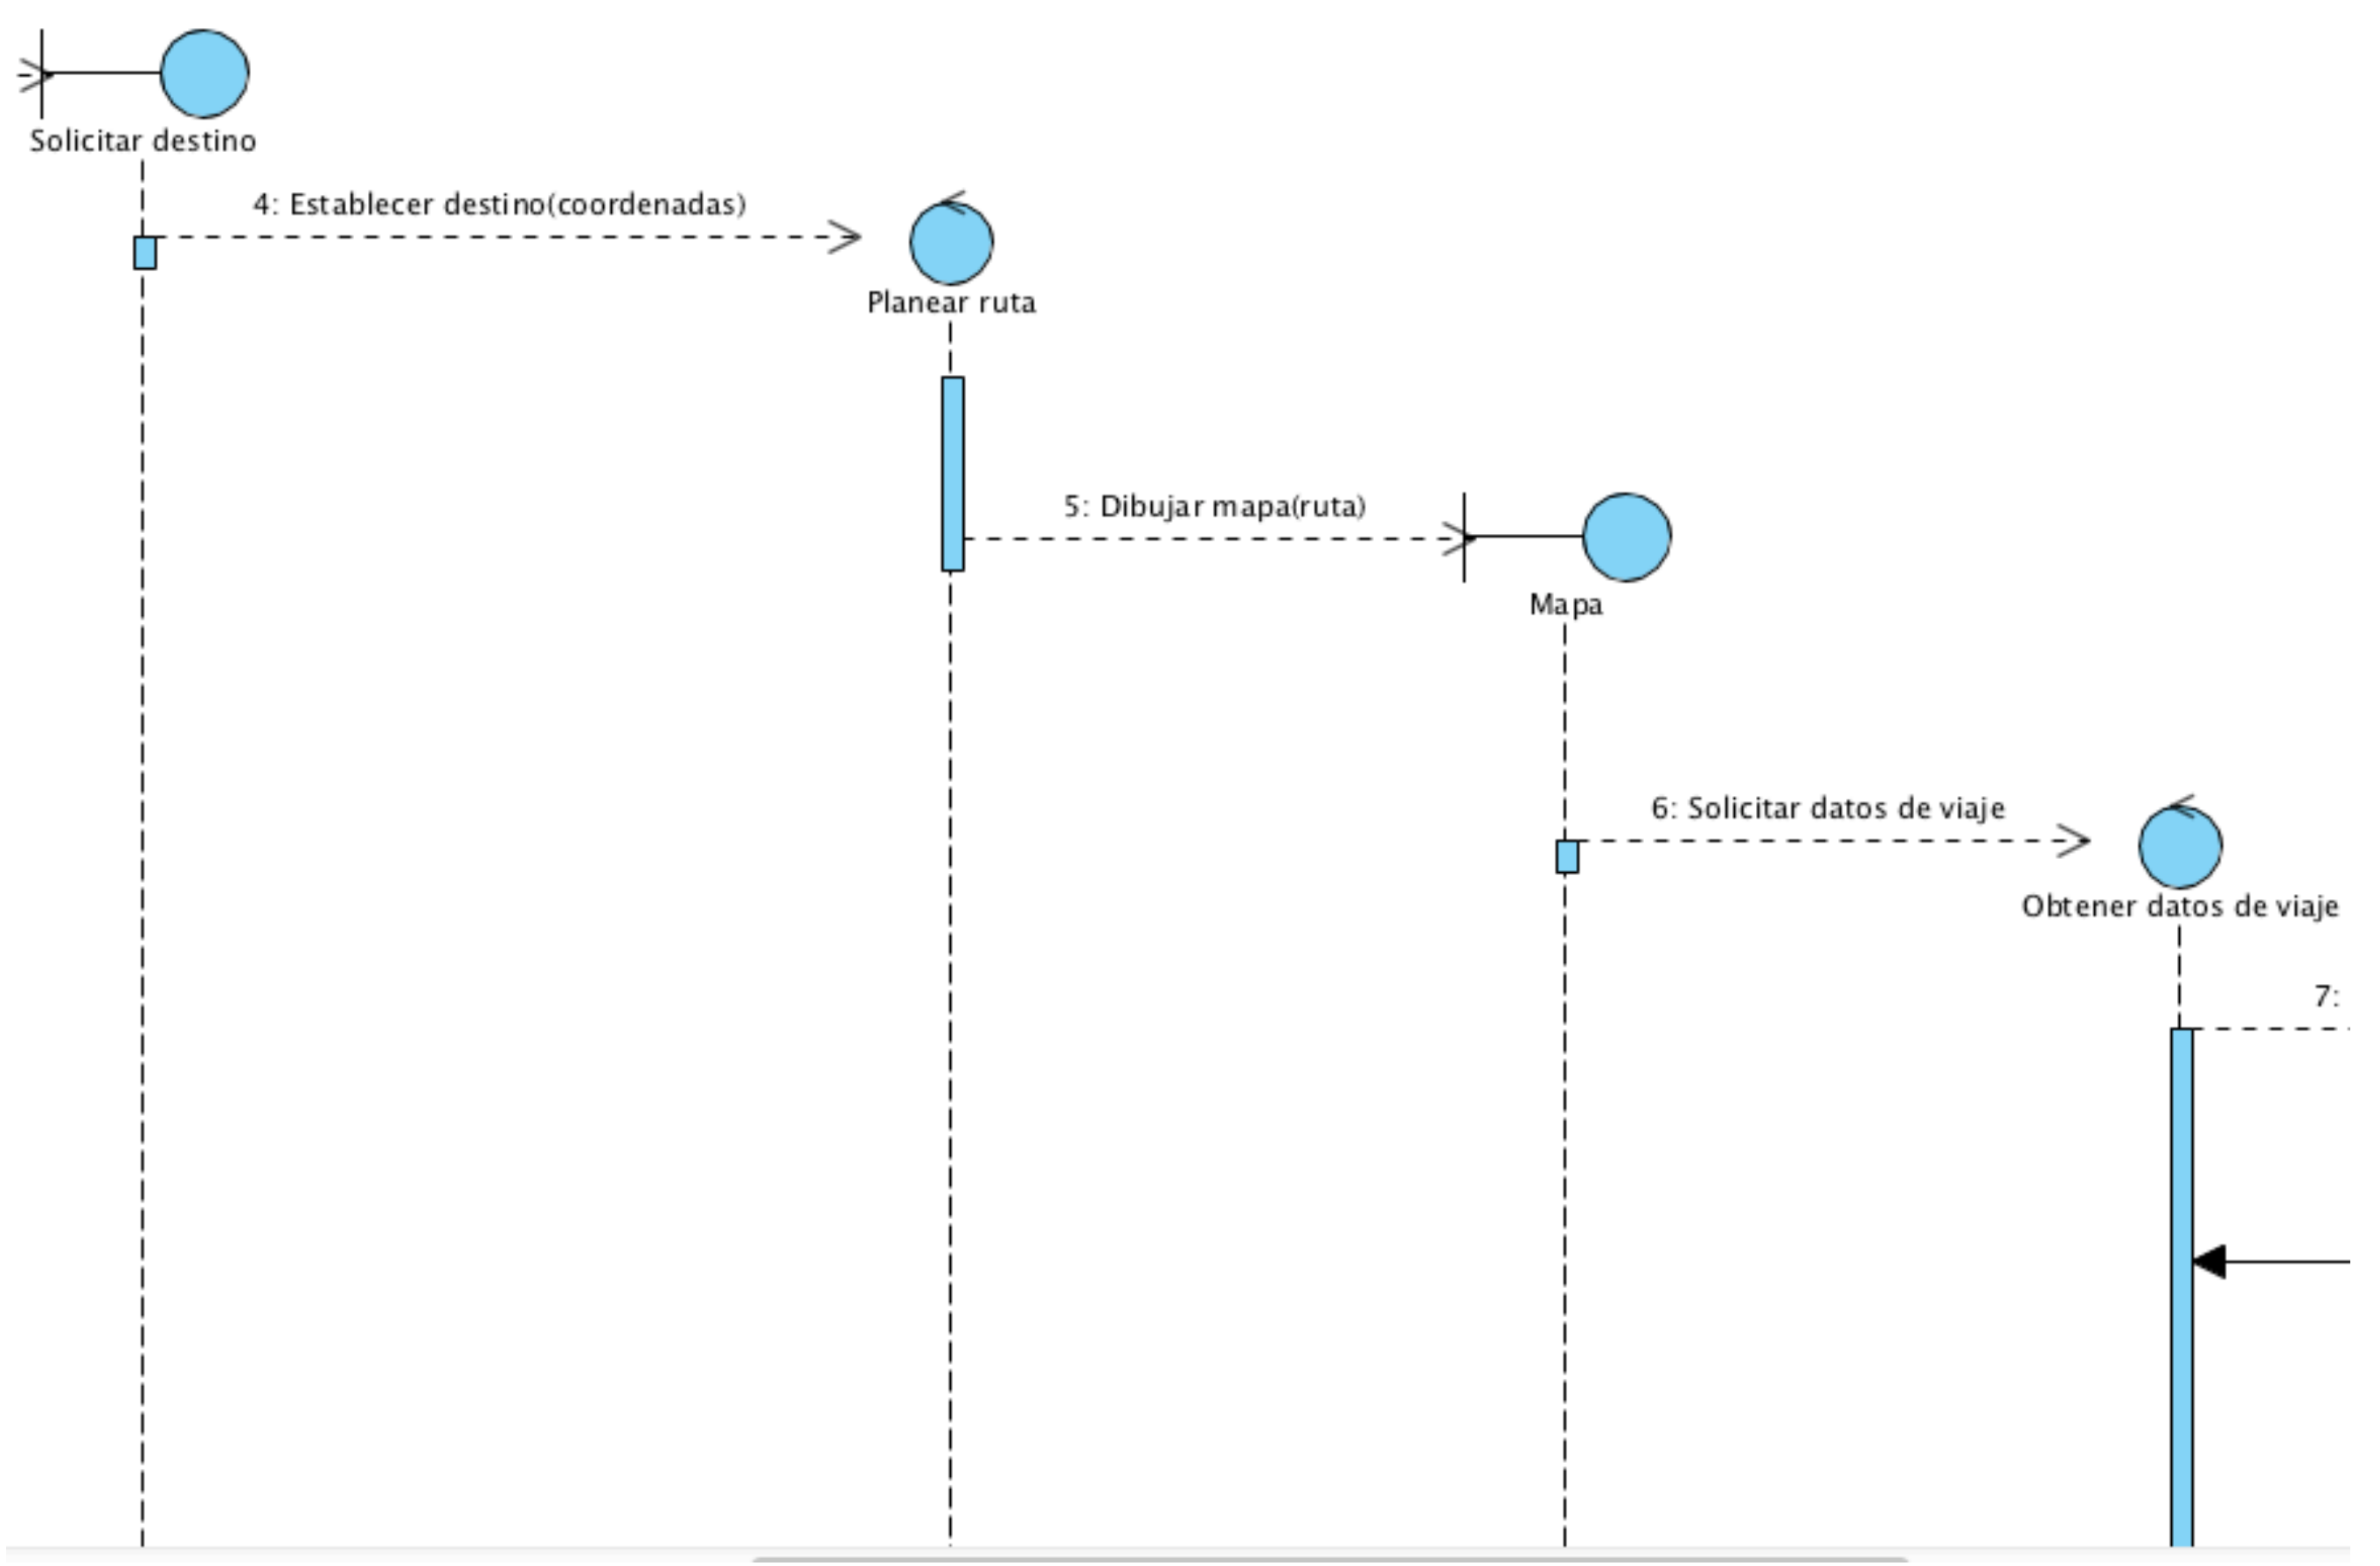 Solicitar destino
4: Establecer destino(coordenadas)
Planear ruta
5: Dibujar mapa(ruta)
Mapa
6: Solicitar datos de viaje
Obtener datos de viaje
7: